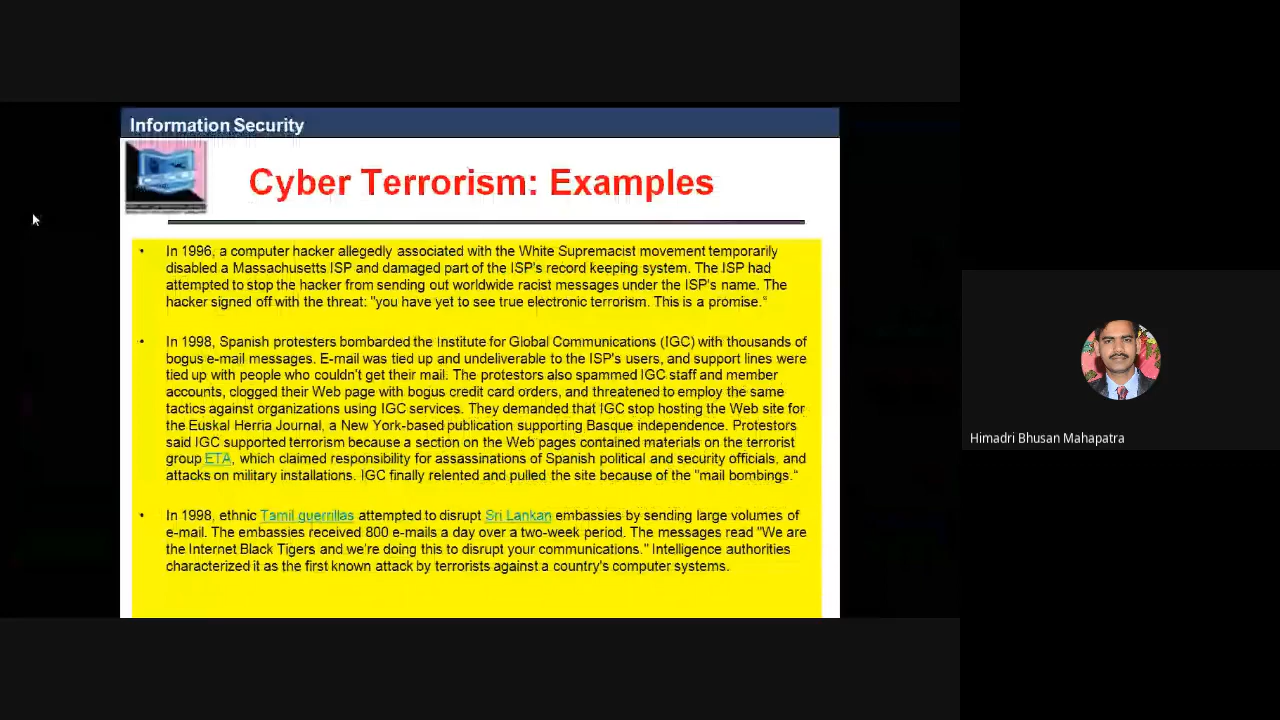 Information Security
Cyber Terrorism: Examples
• In 1996, a computer hacker allegedly associated with the White Supremacist movement temporarily
disabled a Massachusetts ISP and damaged part of the ISP's record keeping system. The ISP had
attempted to stop the hacker from sending out worldwide racist messages under the ISP's name. The
hacker signed off with the threat: "you have yet to see true electronic terrorism. This is a promise."
• In 1998, Spanish protesters bombarded the Institute for Global Communications (IGC) with thousands of
bogus e-mail messages. E-mail was tied up and undeliverable to the ISP's users, and support lines were
tied up with people who couldn't get their mail. The protestors also spammed IGC staff and member
accounts, clogged their Web page with bogus credit card orders, and threatened to employ the same
tactics against organizations using IGC services. They demanded that IGC stop hosting the Web site for
the Euskal Herria Journal, a New York-based publication supporting Basque independence. Protestors
said IGC supported terrorism because a section on the Web pages contained materials on the terrorist
group ETA, which claimed responsibility for assassinations of Spanish political and security officials, and
attacks on military installations. IGC finally relented and pulled the site because of the "mail bombings."
• In 1998, ethnic Tamil guerrillas attempted to disrupt Sri Lankan embassies by sending large volumes of
e-mail. The embassies received 800 e-mails a day over a two-week period. The messages read "We are
the Internet Black Tigers and we're doing this to disrupt your communications." Intelligence authorities
characterized it as the first known attack by terrorists against a country's computer systems.
Himadri Bhusan Mahapatra